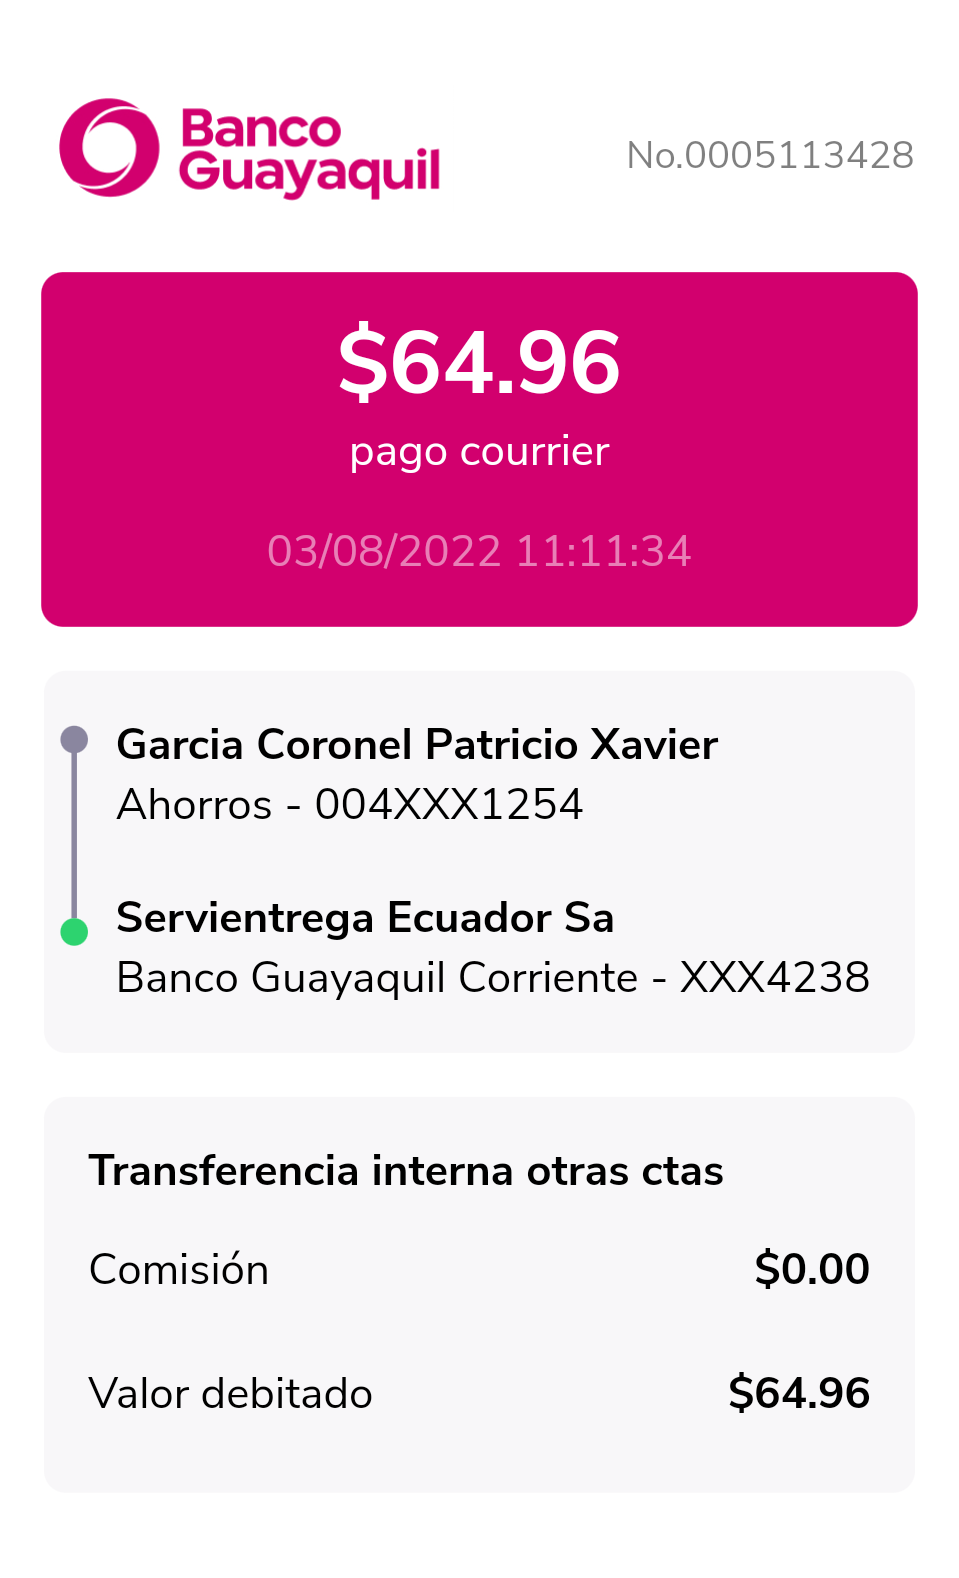 Banco
Guayaquil
No.0005113428
$64.96
pago courrier
03/08/2022 11:11:34
Garcia Coronel Patricio Xavier
Ahorros - 004XXX1254
Servientrega Ecuador Sa
Banco Guayaquil Corriente - XXX4238
Transferencia interna otras ctas
Comisión $0.00
Valor debitado $64.96